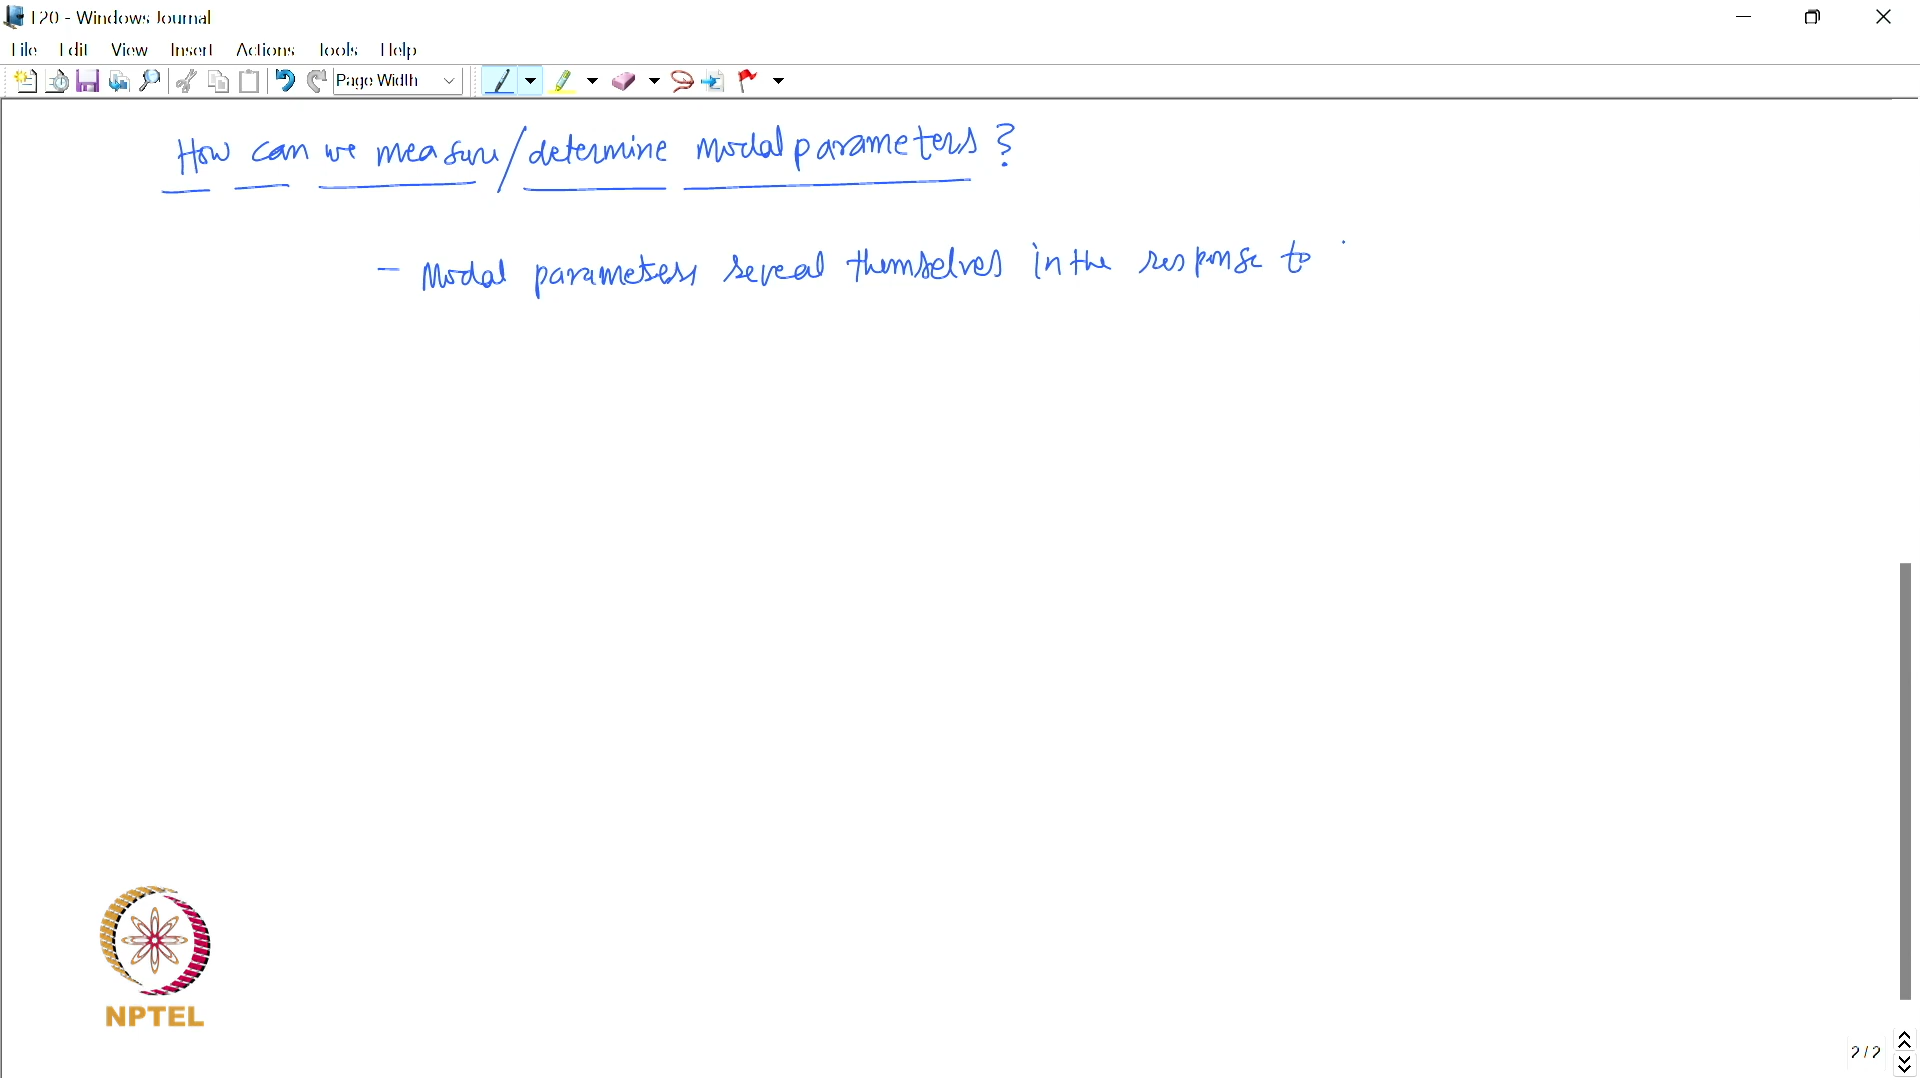 L20 - Windows Journal
File Edit View Insert Actions Tools Help
Page Width
How can we measure/determine modal parameters?
- Modal parameters reveal themselves in the response to
NPTEL
2/2